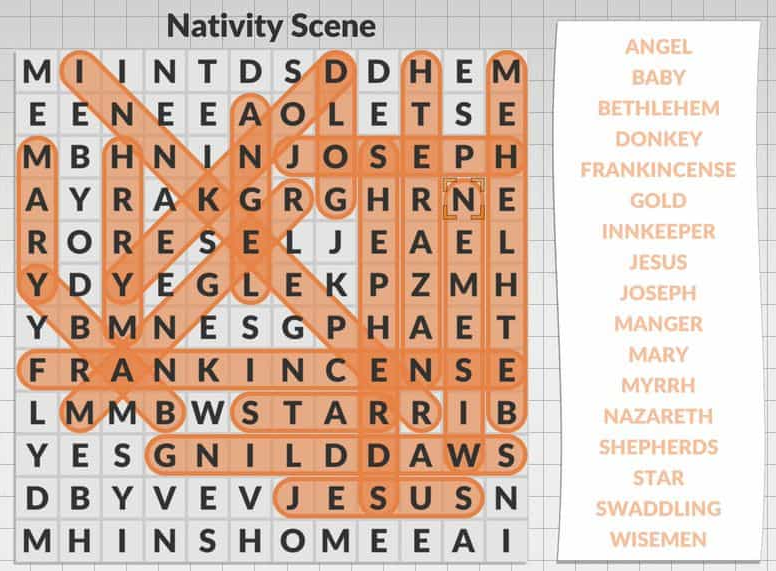 Nativity Scene
M I I N T D S D D H E M
E E N E E A O L E T S E
M B H N I N J O S E P H
A Y R A K G R G H R N E
R O R E S E L J E A E L
Y D Y E G L E K P Z M H
Y B M N E S G P H A E T
F R A N K I N C E N S E
L M M B W S T A R R I B
Y E S G N I L D D A W S
D B Y V E V J E S U S N
M H I N S H O M E E A I
ANGEL
BABY
BETHLEHEM
DONKEY
FRANKINCENSE
GOLD
INNKEEPER
JESUS
JOSEPH
MANGER
MARY
MYRRH
NAZARETH
SHEPHERDS
STAR
SWADDLING
WISEMEN